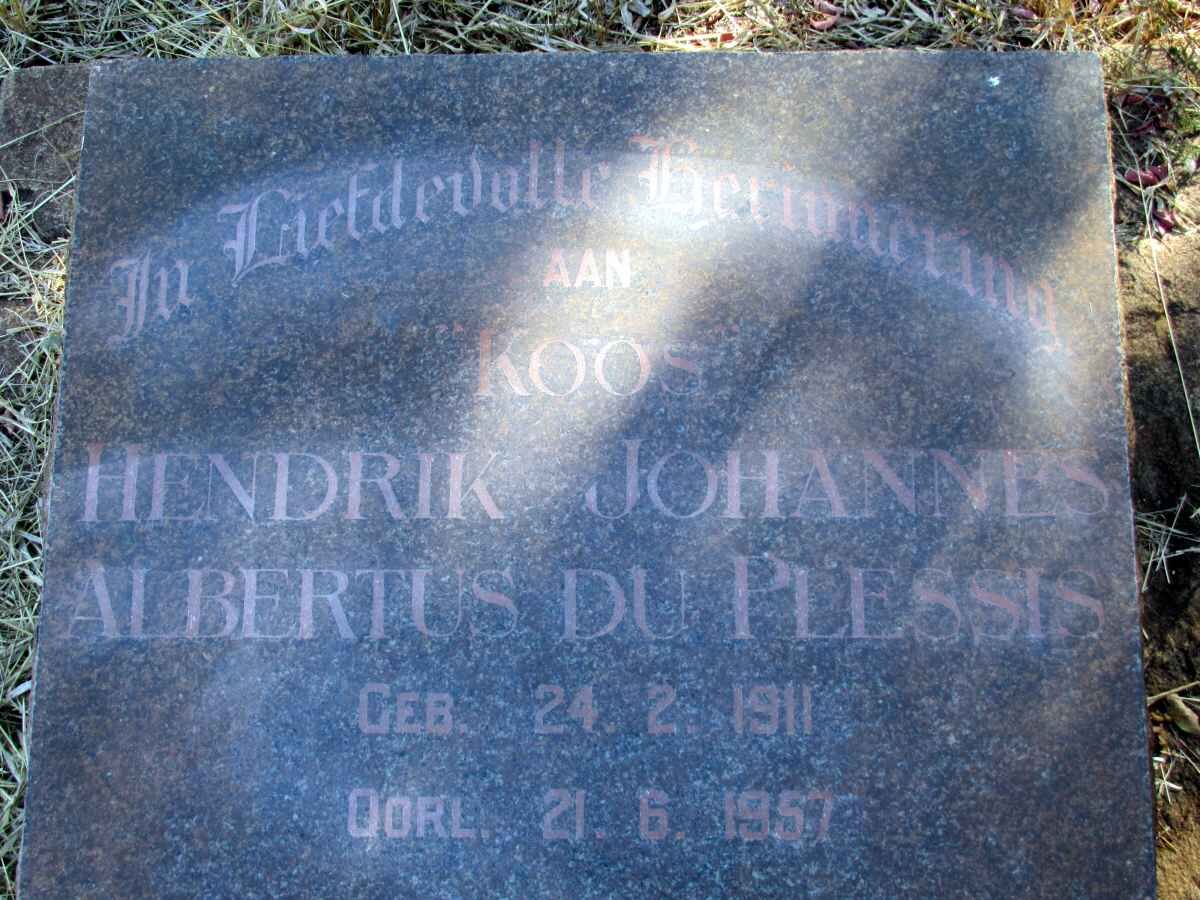 In Liefdevolle Herinnering
AAN
"KOOS"
HENDRIK JOHANNES
ALBERTUS DU PLESSIS
GEB. 24. 2. 1911
OORL. 21. 6. 1957